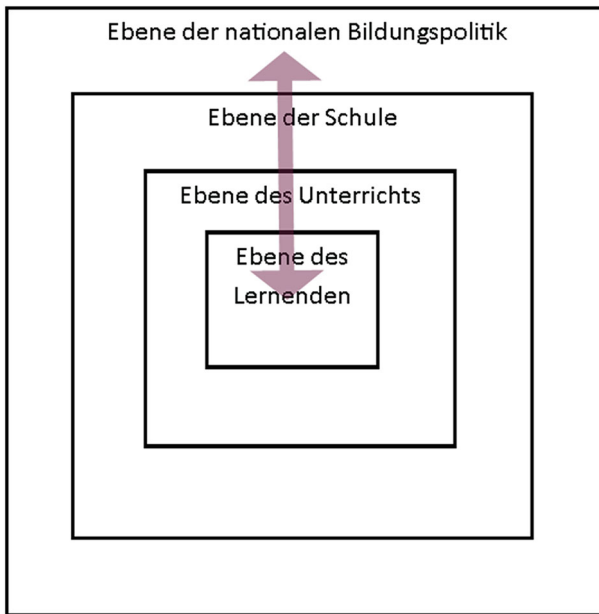 Ebene der nationalen Bildungspolitik
Ebene der Schule
Ebene des Unterrichts
Ebene des
Lernenden